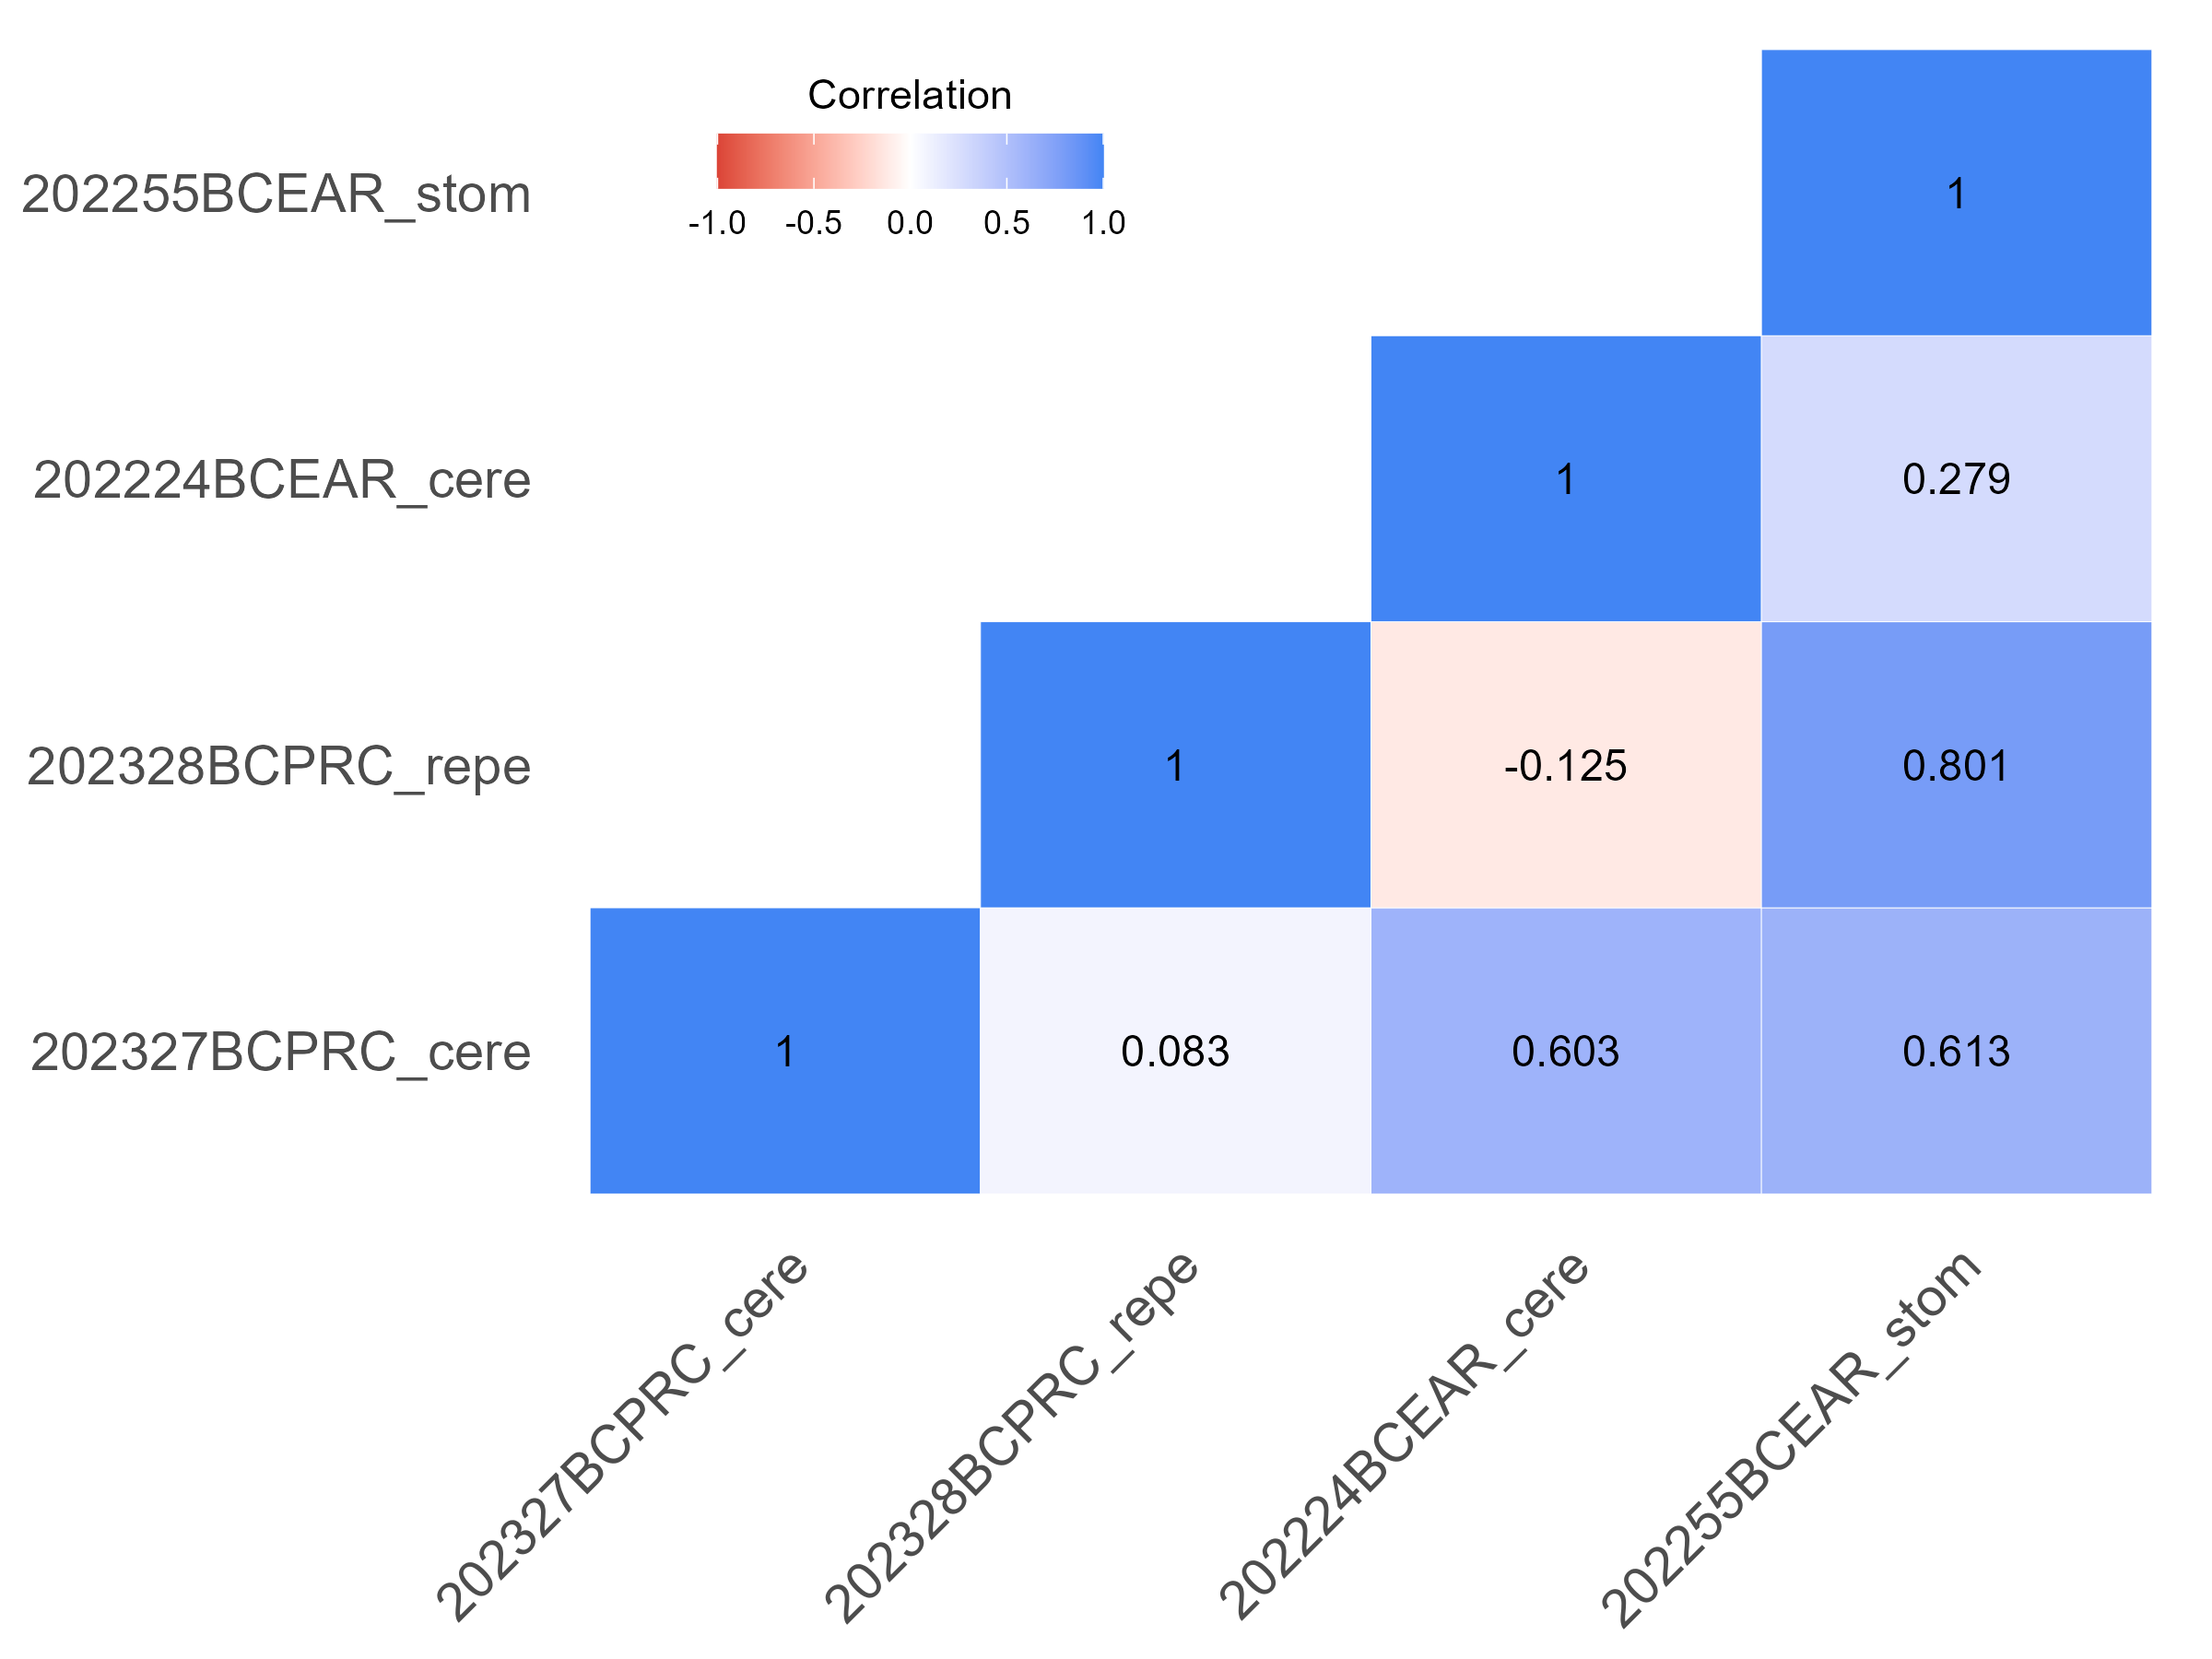 Correlation
-1.0 -0.5 0.0 0.5 1.0
202255BCEAR_stom 1
202224BCEAR_cere 1 0.279
202328BCPRC_repe 1 -0.125 0.801
202327BCPRC_cere 1 0.083 0.603 0.613
202327BCPRC_cere
202328BCPRC_repe
202224BCEAR_cere
202255BCEAR_stom